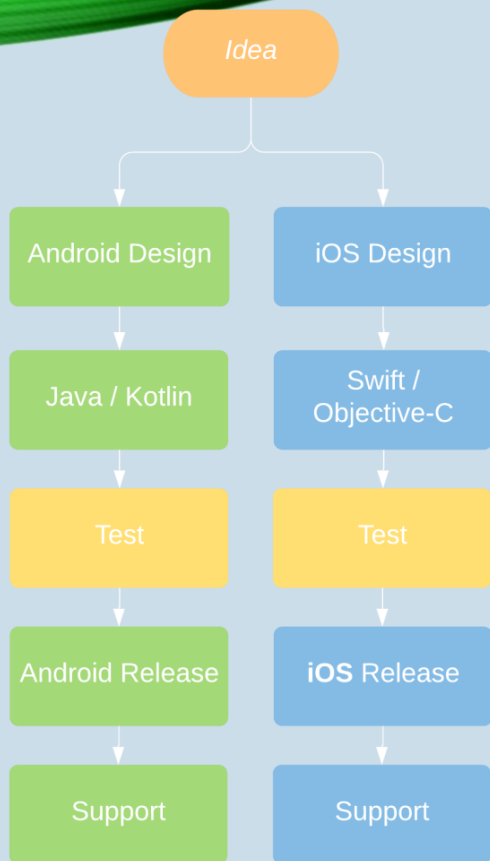 Idea
Android Design
iOS Design
Java / Kotlin
Swift /
Objective-C
Test
Test
Android Release
iOS Release
Support
Support